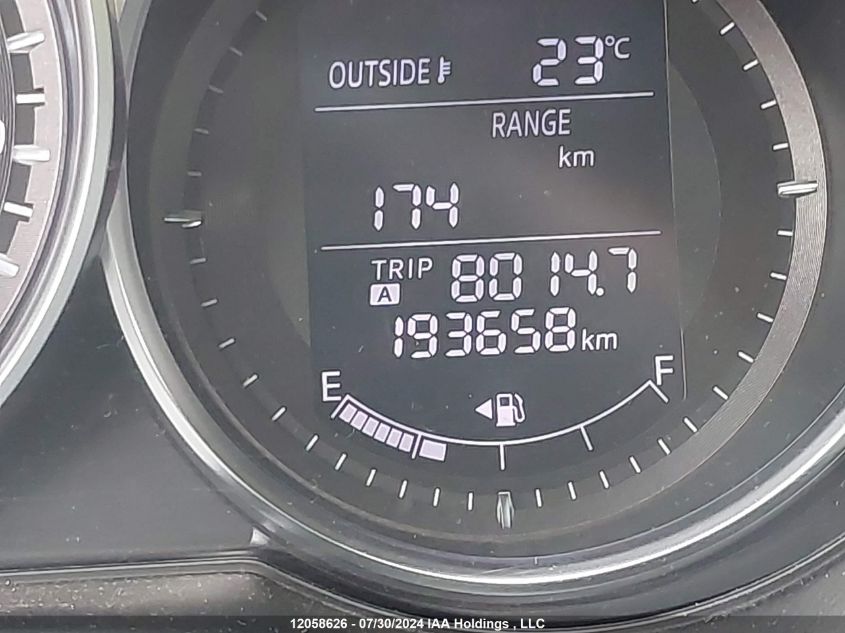 OUTSIDE 23°C
RANGE
km
174
TRIP
A 8014.7
193658km
E F
12058626 - 07/30/2024 IAA Holdings , LLC